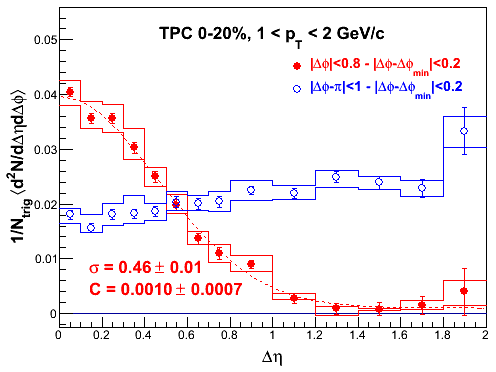 TPC 0-20%, 1 < p_T < 2 GeV/c
|Δϕ|<0.8 - |Δϕ-Δϕ_min|<0.2
|Δϕ-π|<1 - |Δϕ-Δϕ_min|<0.2
1/N_trig ⟨d²N/dΔηdΔϕ⟩
0.05
0.04
0.03
0.02
0.01
0
σ = 0.46 ± 0.01
C = 0.0010 ± 0.0007
0 0.2 0.4 0.6 0.8 1 1.2 1.4 1.6 1.8 2
Δη